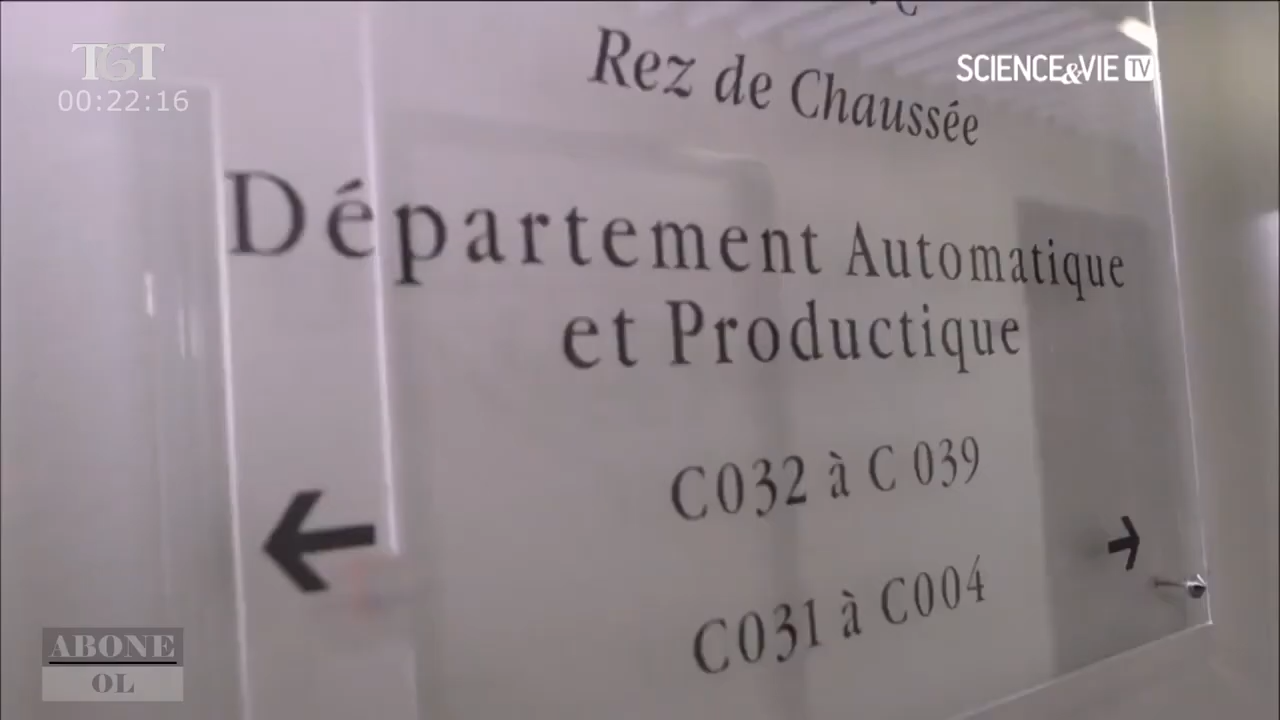 TGT
00:22:16
SCIENCE&VIE TV
Rez de Chaussée
Département Automatique
et Productique
C032 à C 039
C031 à C004
ABONE
OL